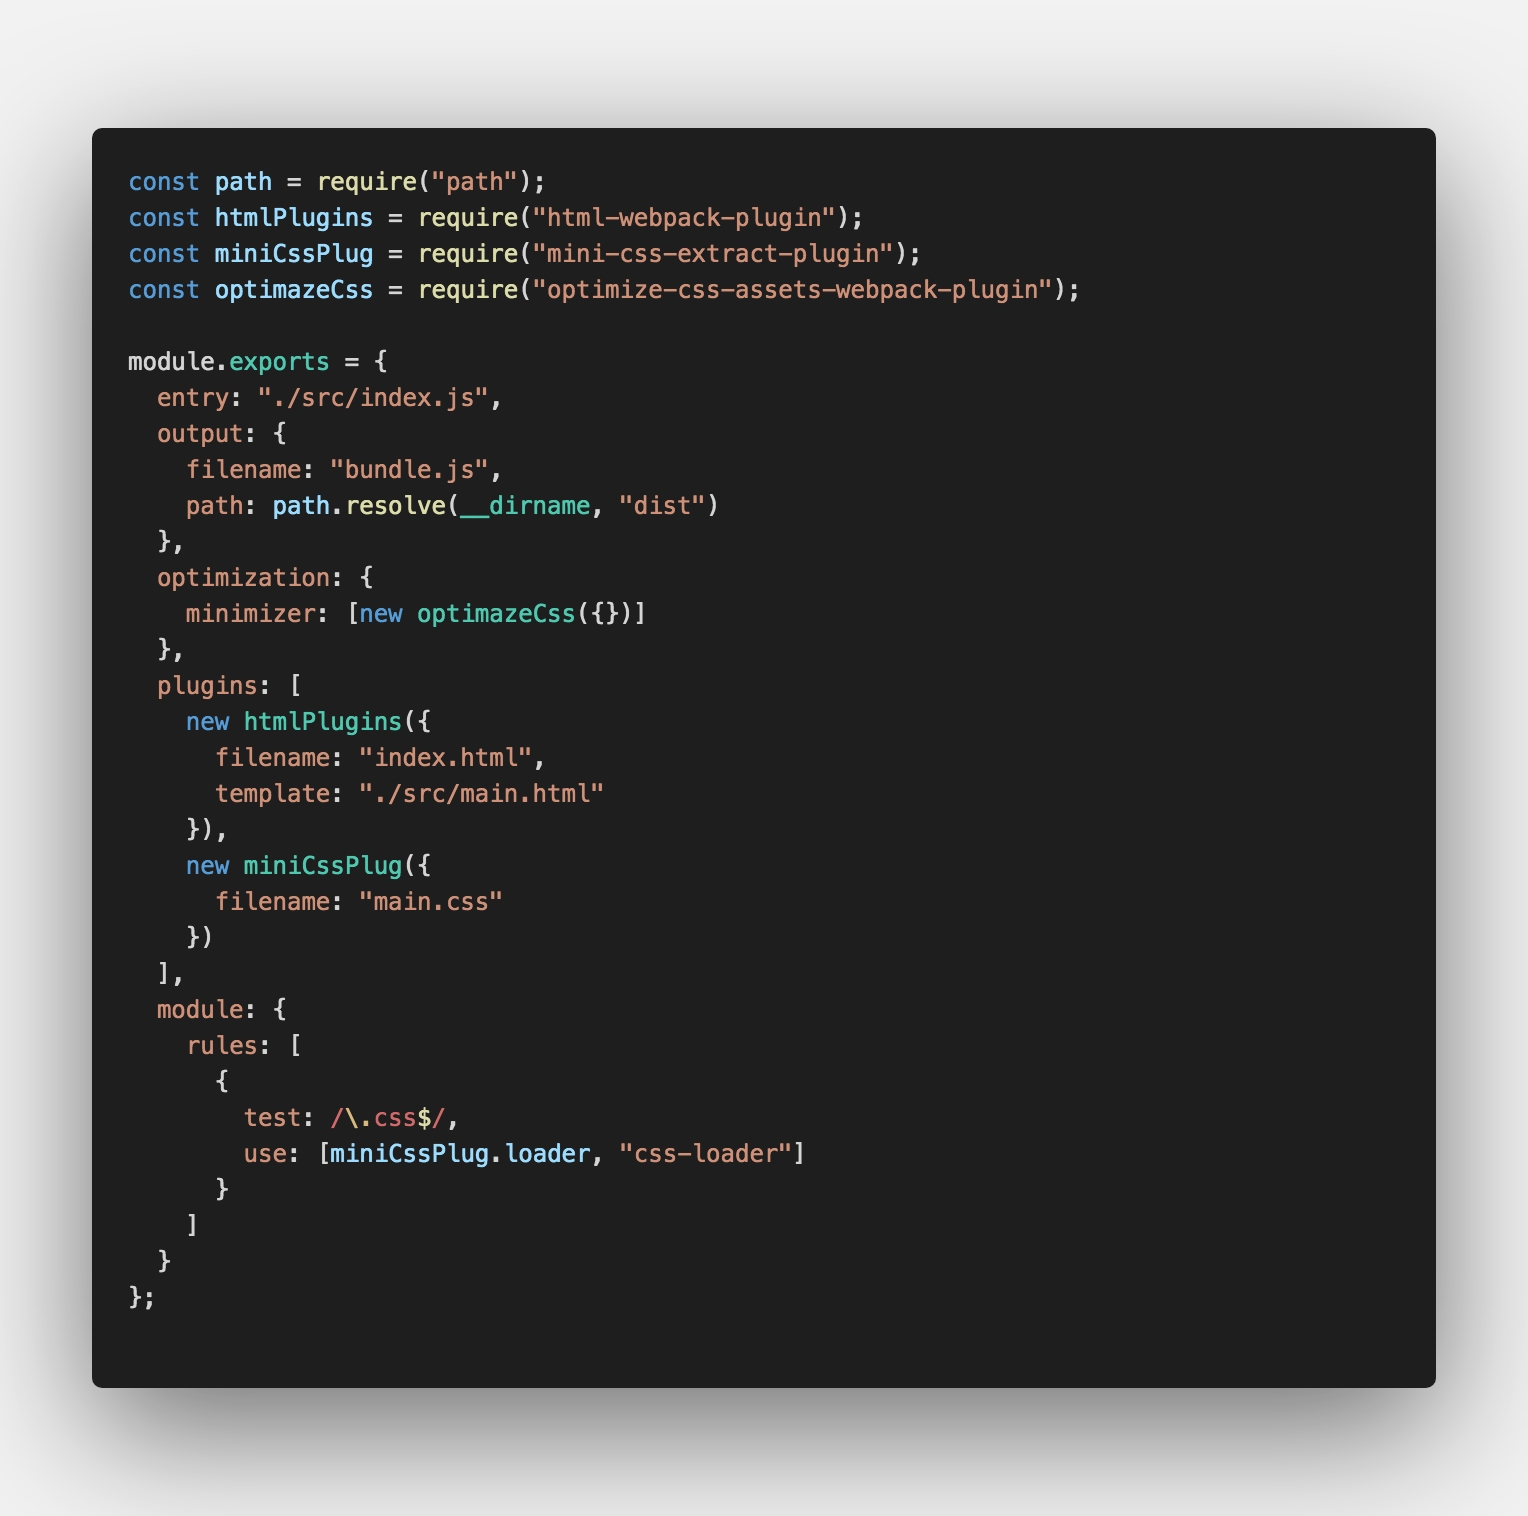 const path = require("path");
const htmlPlugins = require("html-webpack-plugin");
const miniCssPlug = require("mini-css-extract-plugin");
const optimazeCss = require("optimize-css-assets-webpack-plugin");

module.exports = {
  entry: "./src/index.js",
  output: {
    filename: "bundle.js",
    path: path.resolve(__dirname, "dist")
  },
  optimization: {
    minimizer: [new optimazeCss({})]
  },
  plugins: [
    new htmlPlugins({
      filename: "index.html",
      template: "./src/main.html"
    }),
    new miniCssPlug({
      filename: "main.css"
    })
  ],
  module: {
    rules: [
      {
        test: /\.css$/,
        use: [miniCssPlug.loader, "css-loader"]
      }
    ]
  }
};